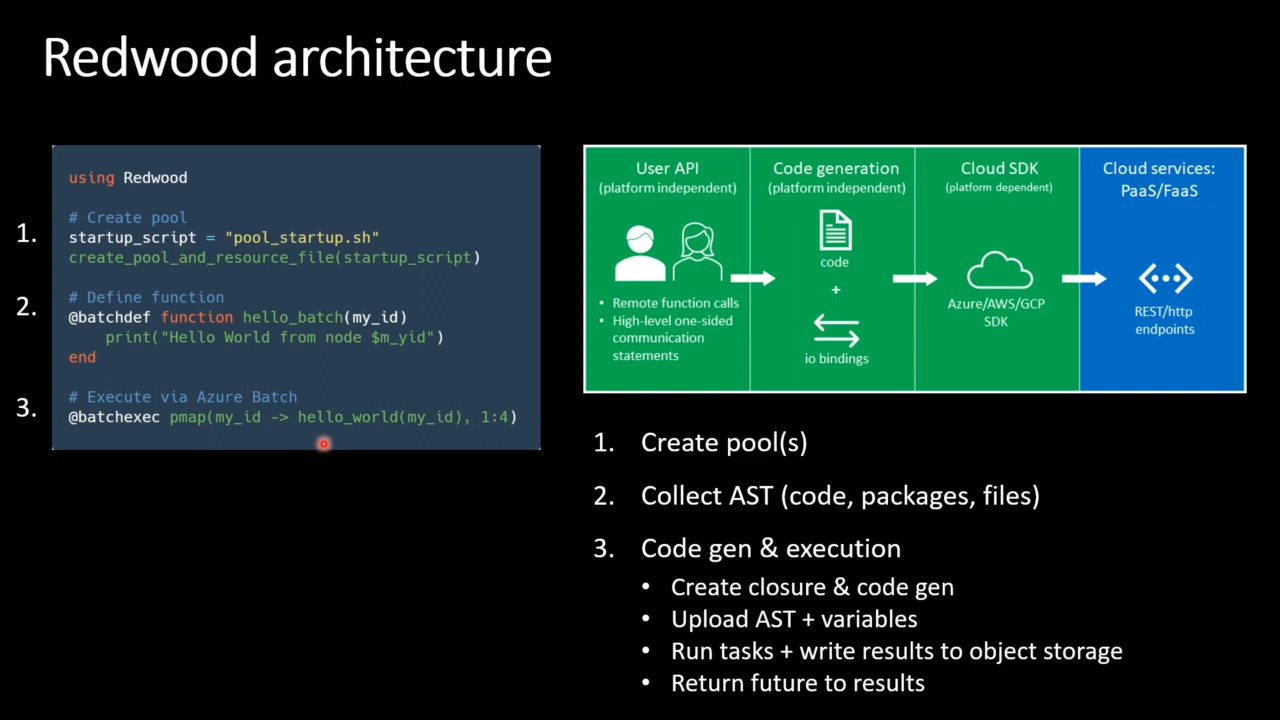 Redwood architecture
1.
2.
3.
using Redwood
# Create pool
startup_script = "pool_startup.sh"
create_pool_and_resource_file(startup_script)
# Define function
@batchdef function hello_batch(my_id)
print("Hello World from node $m_yid")
end
# Execute via Azure Batch
@batchexec pmap(my_id -> hello_world(my_id), 1:4)
User API
(platform independent)
• Remote function calls
• High-level one-sided
communication
statements
Code generation
(platform independent)
code
+
io bindings
Cloud SDK
(platform dependent)
Azure/AWS/GCP
SDK
Cloud services:
PaaS/FaaS
REST/http
endpoints
1. Create pool(s)
2. Collect AST (code, packages, files)
3. Code gen & execution
• Create closure & code gen
• Upload AST + variables
• Run tasks + write results to object storage
• Return future to results